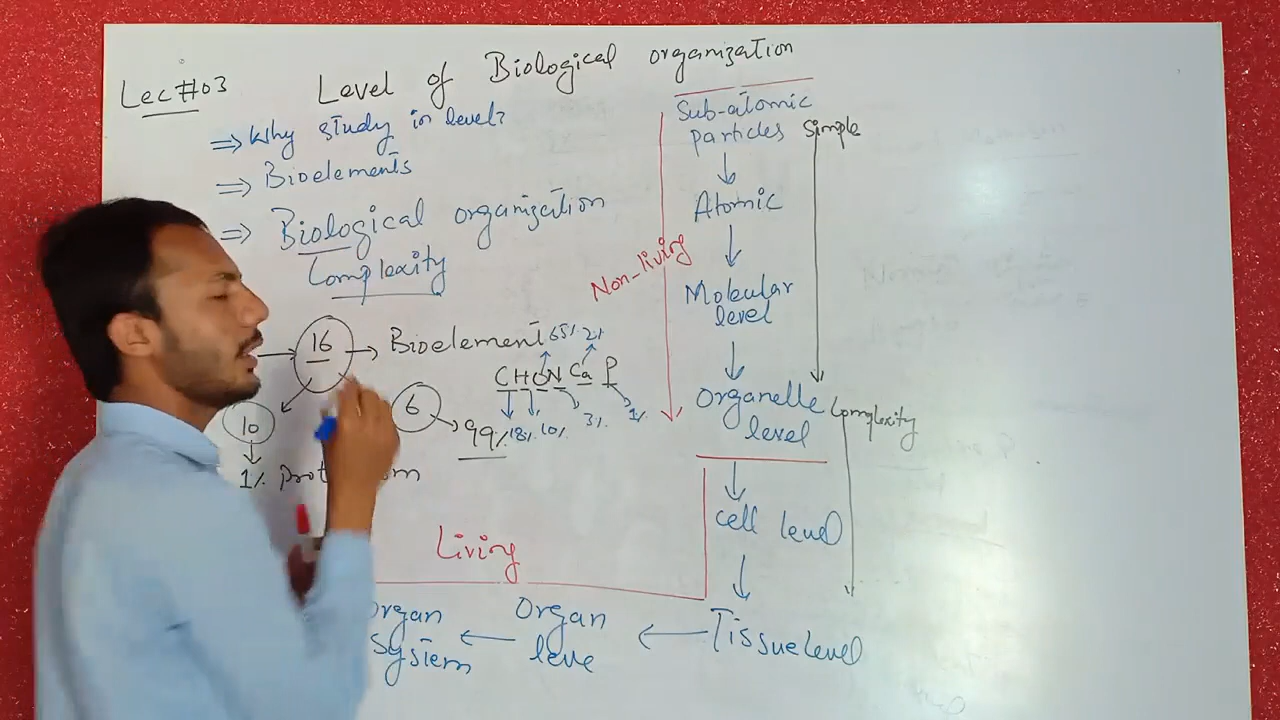 Lec#03
Level of Biological organization
⇒ Why study in level?
⇒ Bioelements
⇒ Biological organization
Complexity
16 → Bioelement
65% 2%
CHON Ca P
18% 10% 3% 1%
10
6
99%
1%
Living
Sub-atomic
particles
Simple
↓
Atomic
↓
Non-living
Molcular
level
↓
Organelle
level
Complexity
↓
Cell level
↓
Tissue level
←
Organ
leve
←
Organ
System